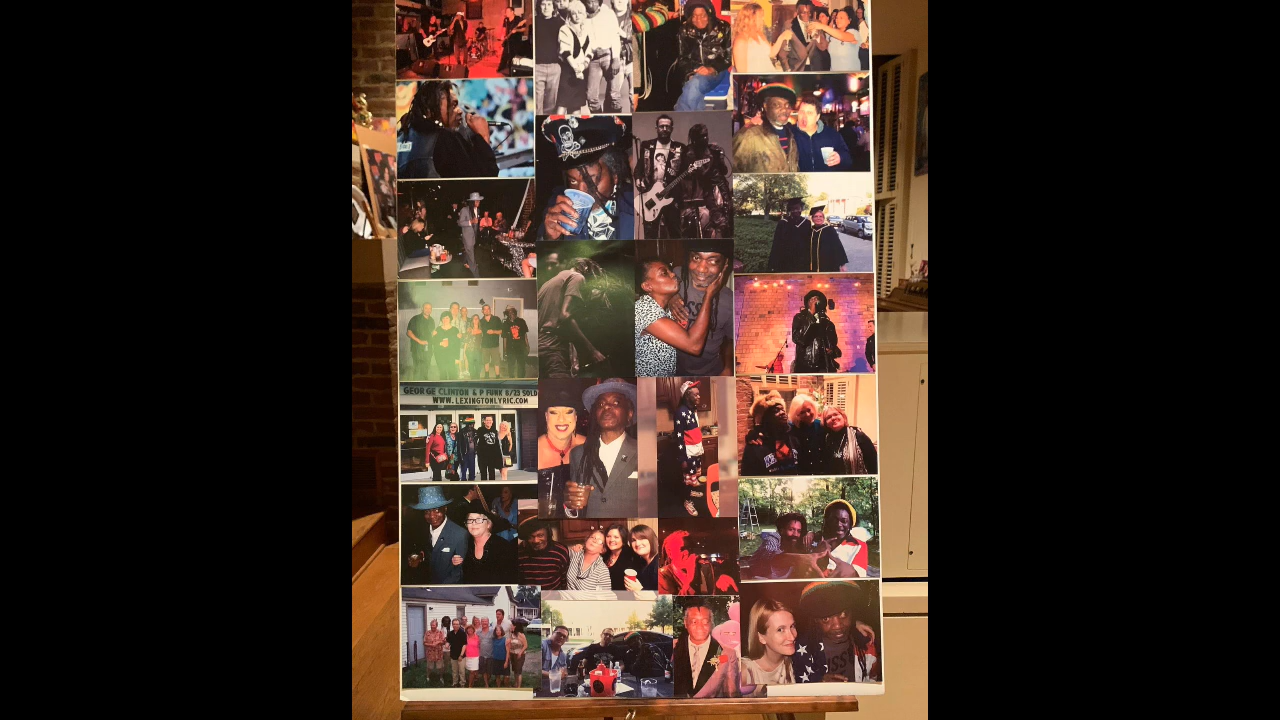 GEORGE CLINTON & P FUNK 8/23 SOLD
WWW.LEXINGTONLYRIC.COM